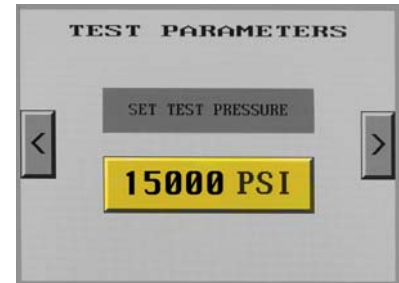 TEST PARAMETERS
SET TEST PRESSURE
<
>
15000 PSI